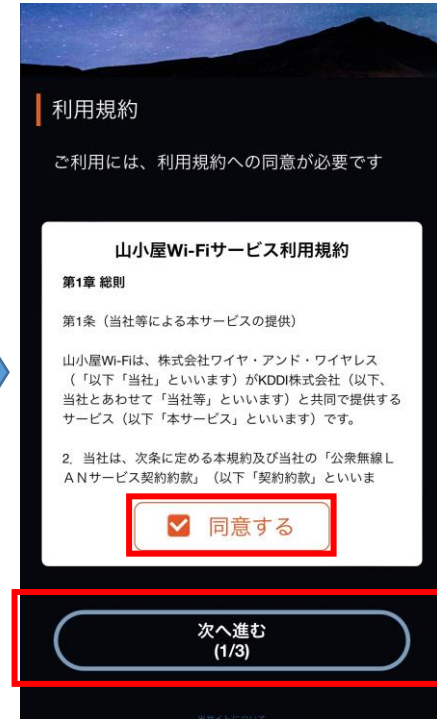 利用規約
ご利用には、利用規約への同意が必要です
山小屋Wi-Fiサービス利用規約
第1章 総則
第1条（当社等による本サービスの提供）
山小屋Wi-Fiは、株式会社ワイヤ・アンド・ワイヤレス
（「以下「当社」といいます）がKDDI株式会社（以下、
当社とあわせて「当社等」といいます）と共同で提供する
サービス（以下「本サービス」といいます）です。
2．当社は、次条に定める本規約及び当社の「公衆無線L
ANサービス契約約款」（以下「契約約款」といいま
同意する
次へ進む
(1/3)